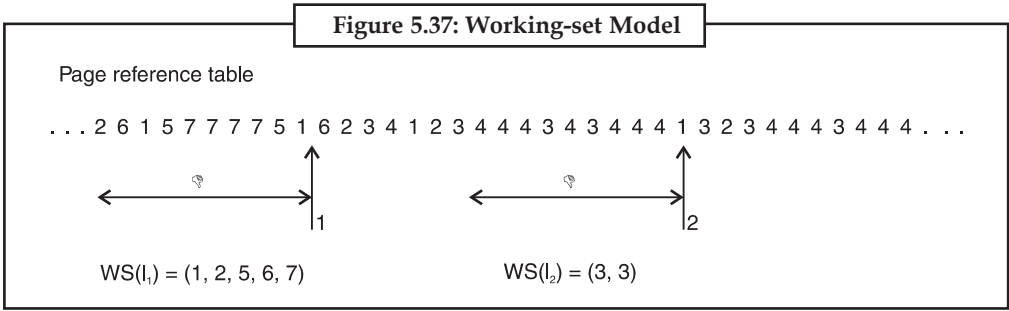 Figure 5.37: Working-set Model
Page reference table
. . . 2 6 1 5 7 7 7 7 5 1 6 2 3 4 1 2 3 4 4 4 3 4 3 4 4 4 1 3 2 3 4 4 4 3 4 4 4 . . .
👎 👎
1 2
WS(l₁) = (1, 2, 5, 6, 7) WS(l₂) = (3, 3)